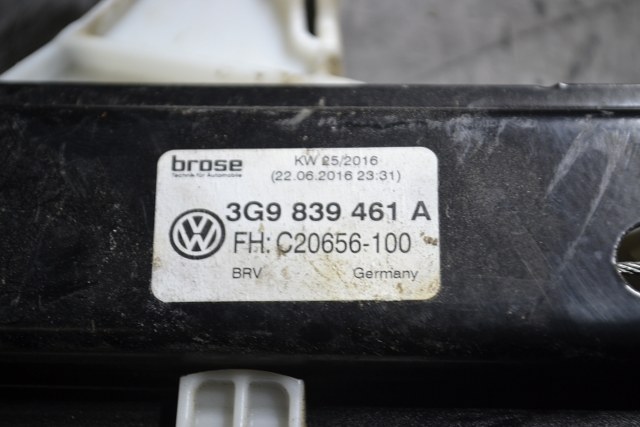 brose
Technik für Automobile
KW 25/2016
(22.06.2016 23:31)
3G9 839 461 A
FH: C20656-100
BRV Germany